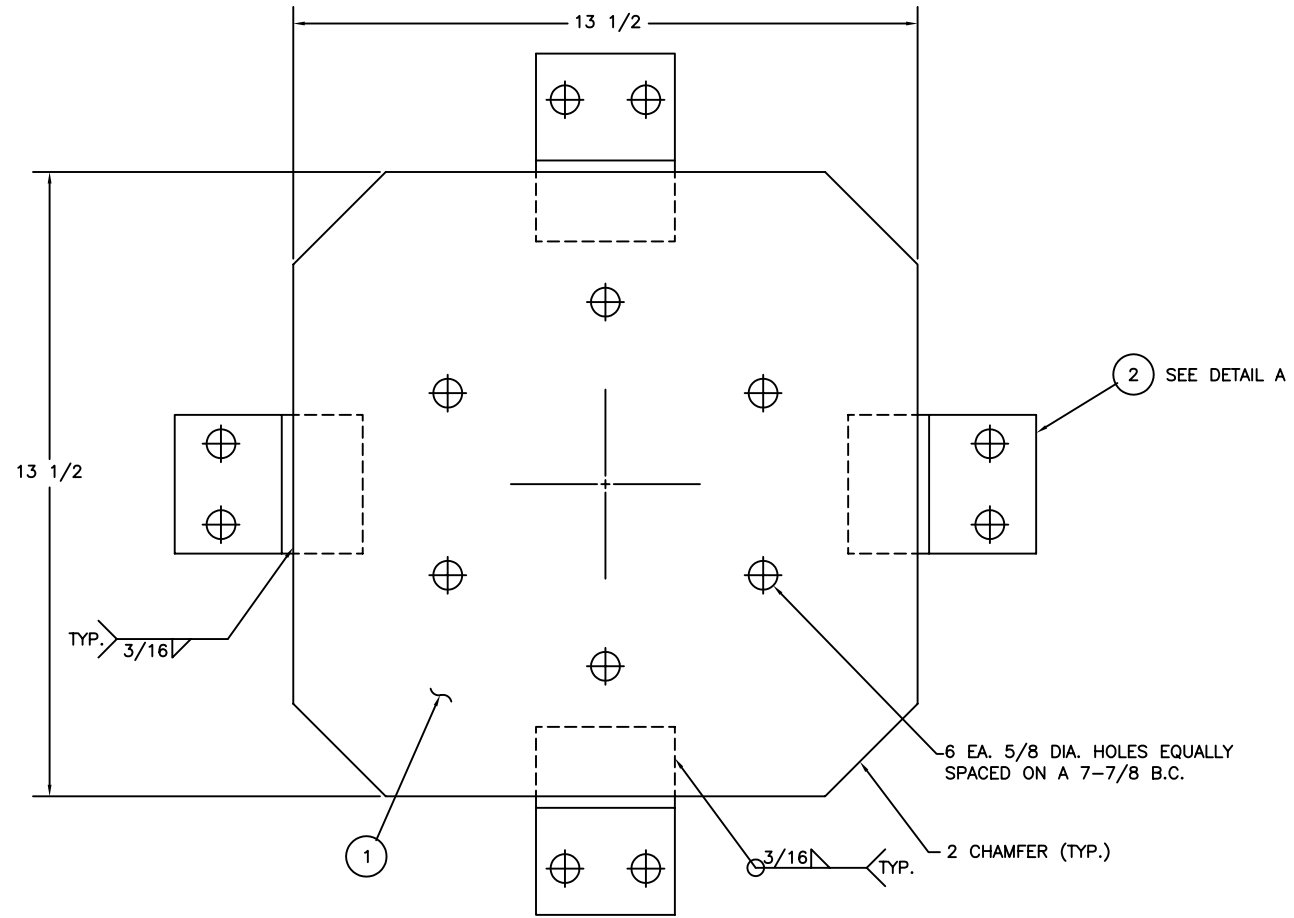 13 1/2
2 SEE DETAIL A
13 1/2
TYP. 3/16
6 EA. 5/8 DIA. HOLES EQUALLY
SPACED ON A 7-7/8 B.C.
2 CHAMFER (TYP.)
1
3/16 TYP.